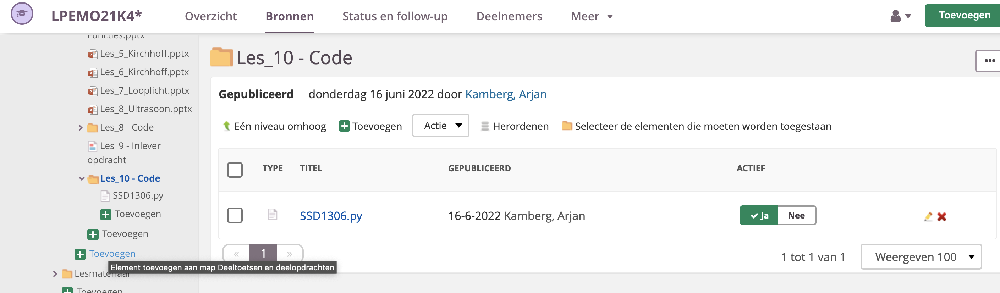 LPEMO21K4*
Overzicht
Bronnen
Status en follow-up
Deelnemers
Meer
Toevoegen
Functies.pptx
Les_5_Kirchhoff.pptx
Les_6_Kirchhoff.pptx
Les_7_Looplicht.pptx
Les_8_Ultrasoon.pptx
Les_8 - Code
Les_9 - Inlever
opdracht
Les_10 - Code
SSD1306.py
Toevoegen
Toevoegen
Toevoegen
Element toevoegen aan map Deeltoetsen en deelopdrachten
Lesmateriaal
Toevoegen
Les_10 - Code
Gepubliceerd donderdag 16 juni 2022 door Kamberg, Arjan
Eén niveau omhoog Toevoegen Actie Herordenen Selecteer de elementen die moeten worden toegestaan
TYPE TITEL GEPUBLICEERD ACTIEF
SSD1306.py 16-6-2022 Kamberg, Arjan Ja Nee
« 1 »
1 tot 1 van 1 Weergeven 100